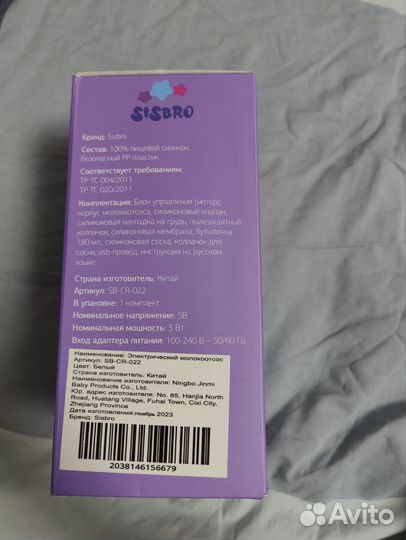 SISBRO
Бренд: Sisbro
Состав: 100% пищевой силикон,
безопасный PP пластик
Соответствует требованиям:
ТР ТС 004/2011
ТР ТС 020/2011
Комплектация: Блок управления (мотор),
корпус молокоотсоса, силиконовый клапан,
силиконовая накладка на грудь, пылезащитный
колпачок, силиконовая мембрана; бутылочка
180 мл., силиконовая соска, колпачок для
соски; usb-провод, инструкция на русском
языке.
Страна изготовитель: Китай
Артикул: SB-CR-022
В упаковке: 1 комплект
Номинальное напряжение: 5В
Номинальная мощность: 3 Вт
Вход адаптера питания: 100-240 В ~ 50/60 Гц
Наименование: Электрический молокоотсос
Артикул: SB-CR-022
Цвет: Белый
Страна изготовитель: Китай
Наименование изготовителя: Ningbo Jinmi
Baby Products Co., Ltd.
Юр. адрес изготовителя: No. 85, Hanjia North
Road, Huatang Village, Fuhai Town, Cixi City,
Zhejiang Province
Дата изготовления: Ноябрь 2023
Бренд: Sisbro
2038146156679
Avito